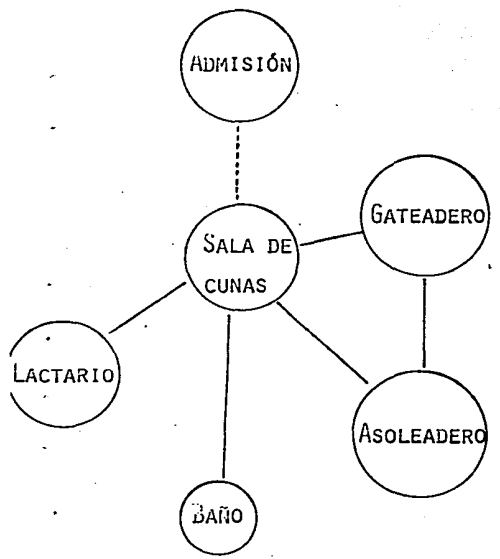 ADMISIÓN
GATEADERO
SALA DE
CUNAS
LACTARIO
ASOLEADERO
BAÑO